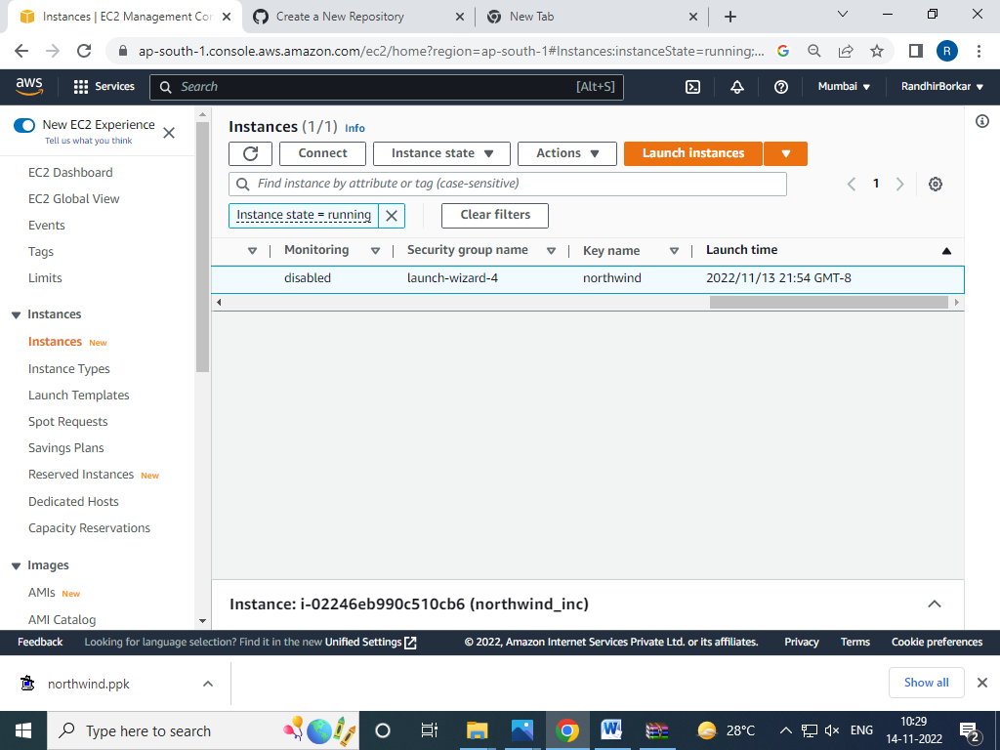 Instances | EC2 Management Con
Create a New Repository
New Tab
ap-south-1.console.aws.amazon.com/ec2/home?region=ap-south-1#Instances:instanceState=running;...
R
aws
Services
Search
[Alt+S]
Mumbai
RandhirBorkar
New EC2 Experience
Tell us what you think
EC2 Dashboard
EC2 Global View
Events
Tags
Limits
Instances
Instances New
Instance Types
Launch Templates
Spot Requests
Savings Plans
Reserved Instances New
Dedicated Hosts
Capacity Reservations
Images
AMIs New
AMI Catalog
Instances (1/1) Info
Connect
Instance state
Actions
Launch instances
Find instance by attribute or tag (case-sensitive)
1
Instance state = running
Clear filters
Monitoring
Security group name
Key name
Launch time
disabled
launch-wizard-4
northwind
2022/11/13 21:54 GMT-8
Instance: i-02246eb990c510cb6 (northwind_inc)
Feedback
Looking for language selection? Find it in the new Unified Settings
© 2022, Amazon Internet Services Private Ltd. or its affiliates.
Privacy
Terms
Cookie preferences
northwind.ppk
Show all
Type here to search
28°C
ENG
10:29
14-11-2022
2